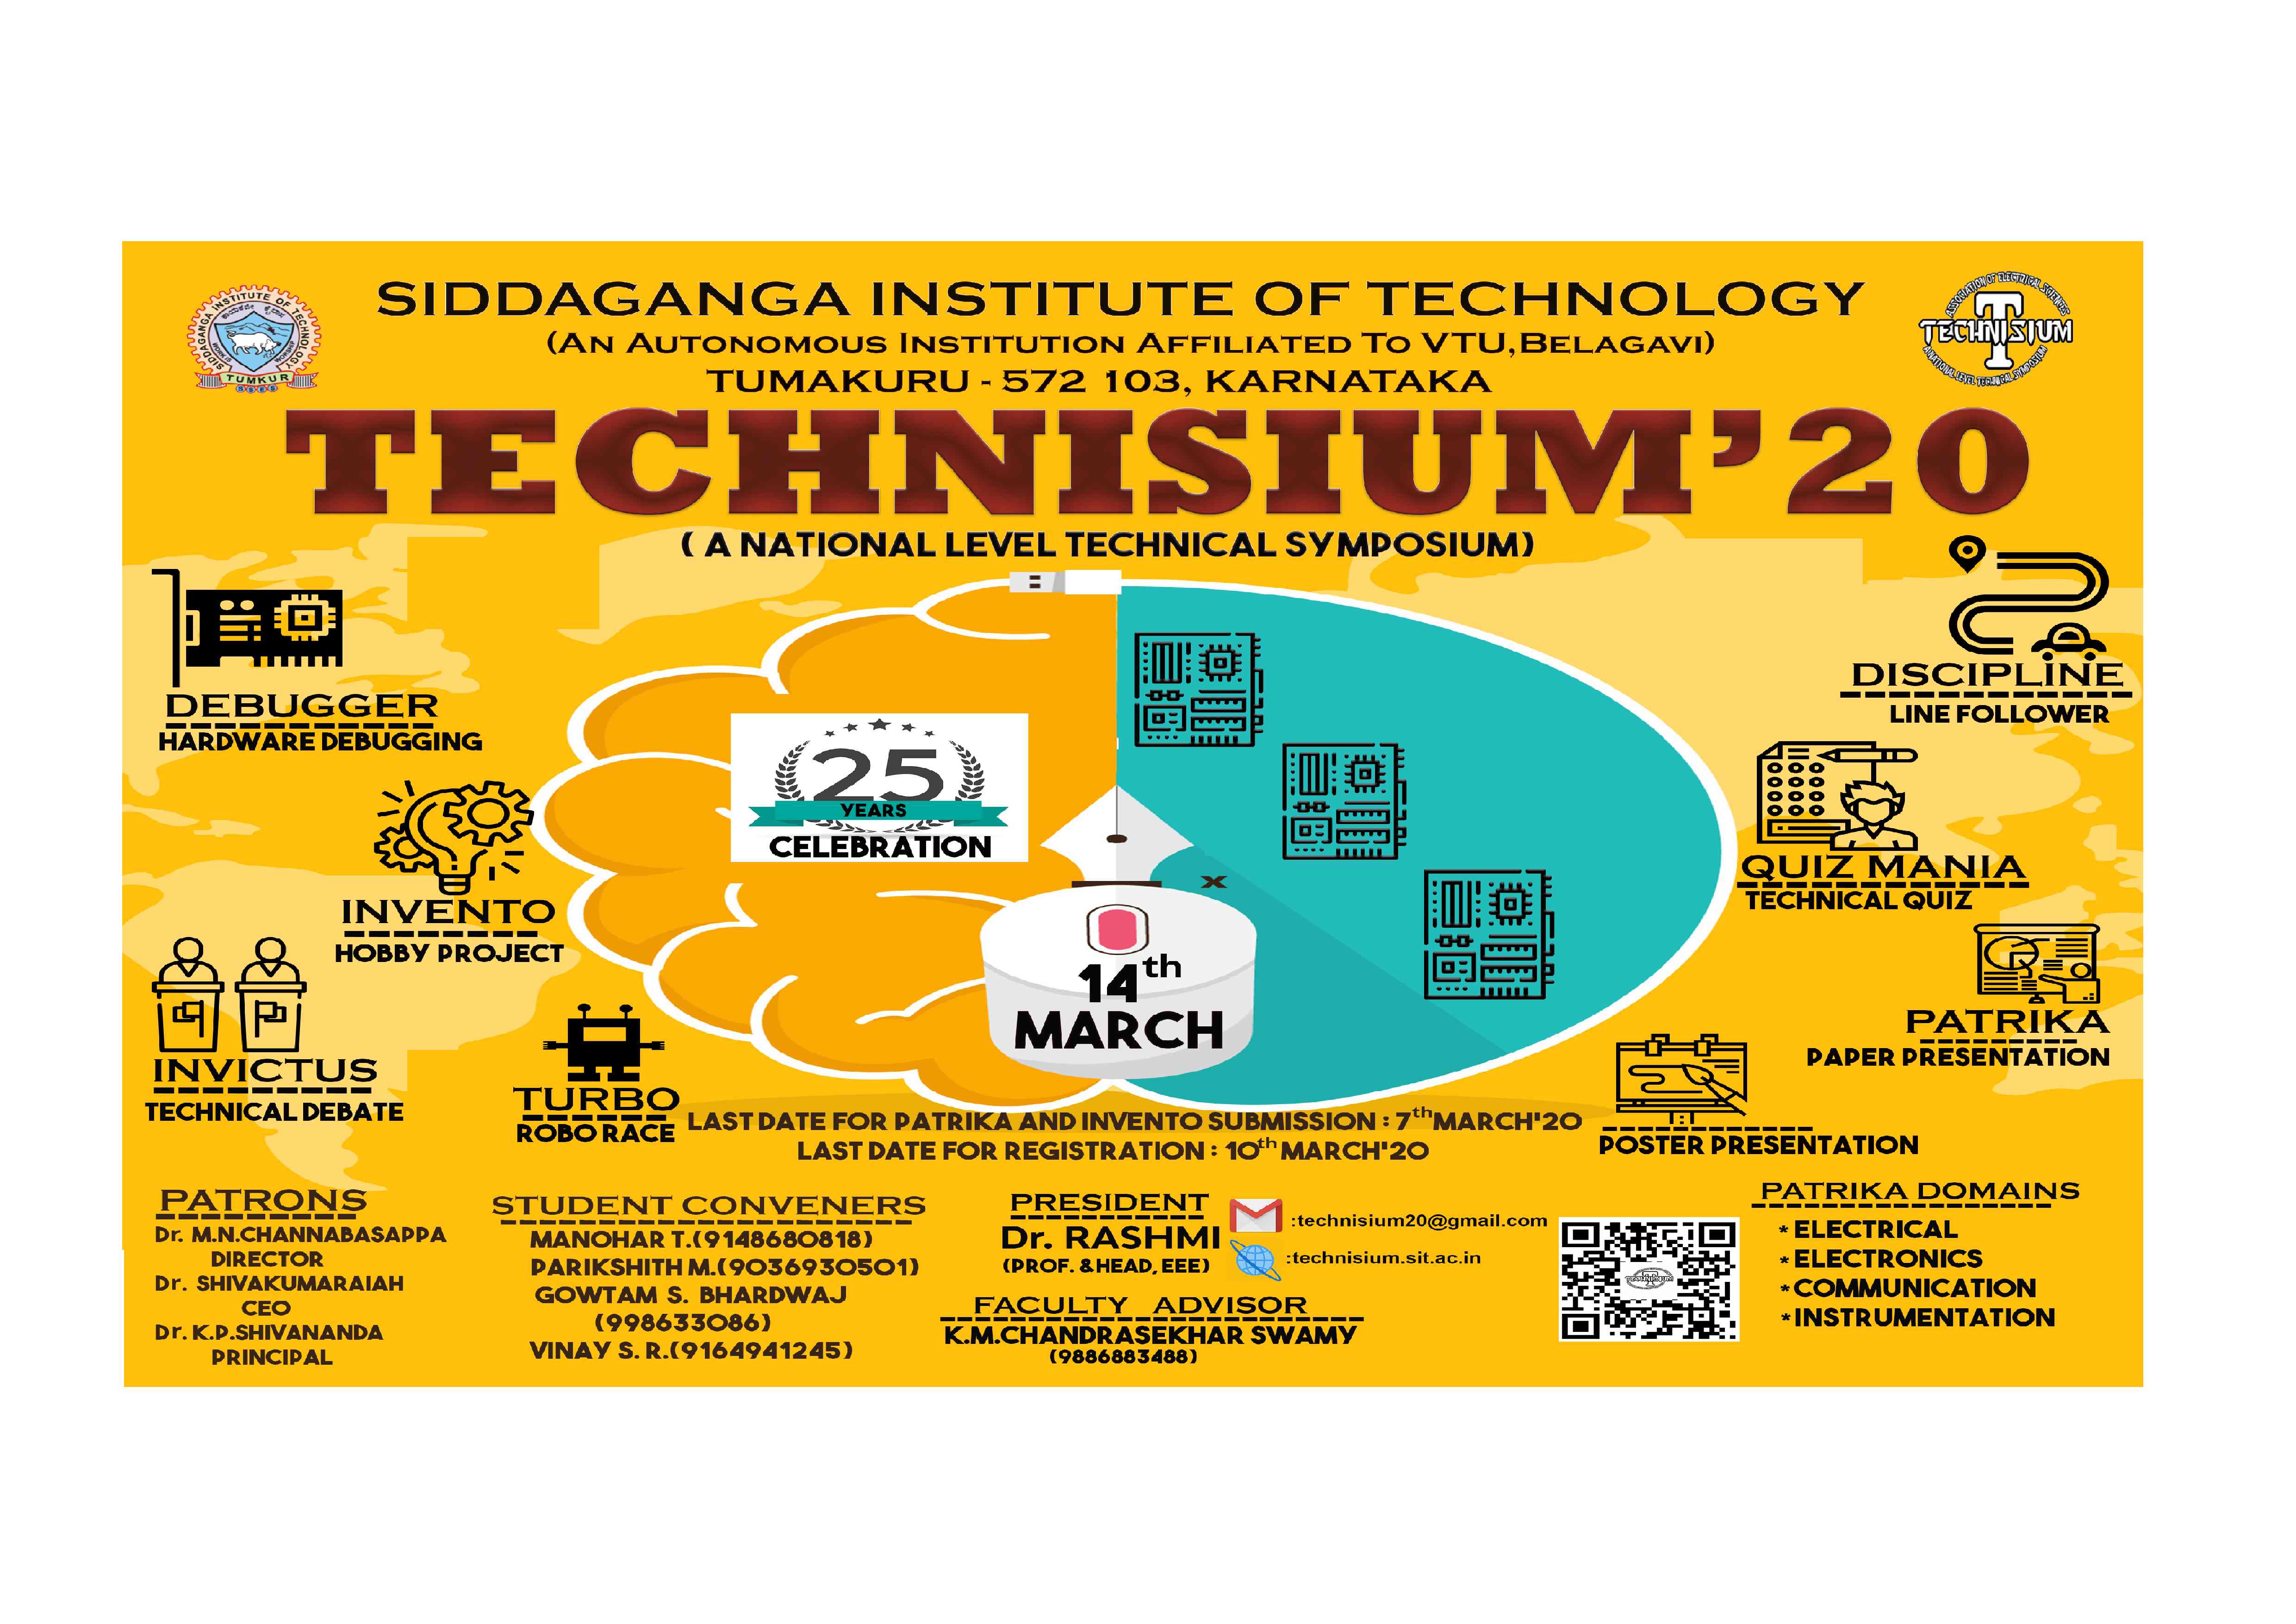 SIDDAGANGA INSTITUTE OF TECHNOLOGY
(AN AUTONOMOUS INSTITUTION AFFILIATED TO VTU,BELAGAVI)
TUMAKURU - 572 103, KARNATAKA
SIDDAGANGA INSTITUTE OF TECHNOLOGY
TUMKUR
ASSOCIATION OF ELECTRICAL SCIENCES
TECHNISIUM
A NATIONAL LEVEL TECHNICAL SYMPOSIUM
TECHNISIUM'20
( A NATIONAL LEVEL TECHNICAL SYMPOSIUM)
DEBUGGER
HARDWARE DEBUGGING
INVENTO
HOBBY PROJECT
INVICTUS
TECHNICAL DEBATE
TURBO
ROBO RACE
25
YEARS
CELEBRATION
14th
MARCH
DISCIPLINE
LINE FOLLOWER
QUIZ MANIA
TECHNICAL QUIZ
PATRIKA
PAPER PRESENTATION
POSTER PRESENTATION
LAST DATE FOR PATRIKA AND INVENTO SUBMISSION : 7th MARCH'20
LAST DATE FOR REGISTRATION : 10th MARCH'20
PATRONS
Dr. M.N.CHANNABASAPPA
DIRECTOR
Dr. SHIVAKUMARAIAH
CEO
Dr. K.P.SHIVANANDA
PRINCIPAL
STUDENT CONVENERS
MANOHAR T.(9148680818)
PARIKSHITH M.(9036930501)
GOWTAM S. BHARDWAJ
(998633086)
VINAY S. R.(9164941245)
PRESIDENT
Dr. RASHMI
(PROF. & HEAD, EEE)
:technisium20@gmail.com
:technisium.sit.ac.in
FACULTY ADVISOR
K.M.CHANDRASEKHAR SWAMY
(9886883488)
PATRIKA DOMAINS
* ELECTRICAL
* ELECTRONICS
* COMMUNICATION
* INSTRUMENTATION